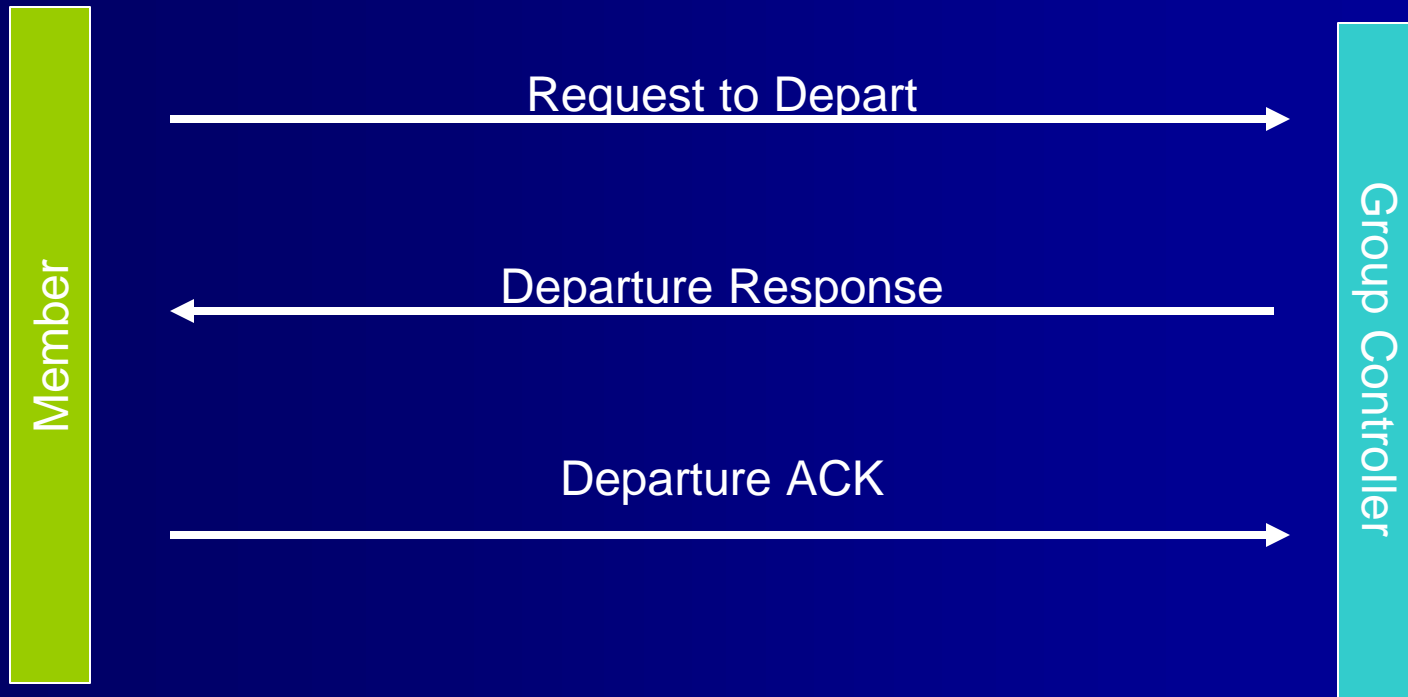 Request to Depart
Member
Departure Response
Group Controller
Departure ACK